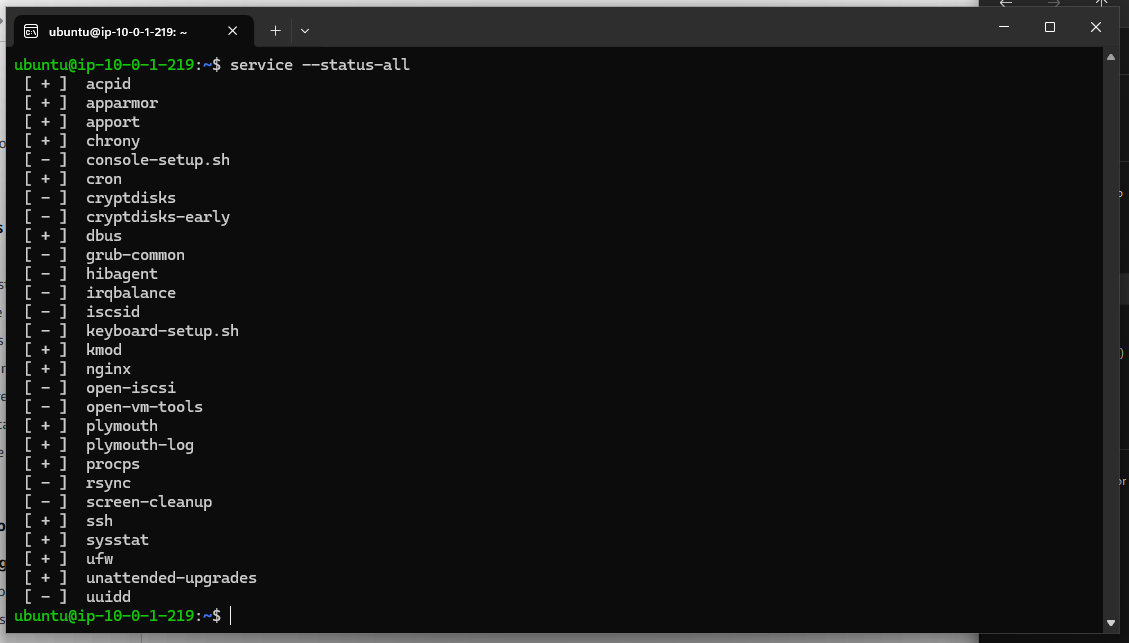 ubuntu@ip-10-0-1-219: ~
ubuntu@ip-10-0-1-219:~$ service --status-all
[ + ]  acpid
[ + ]  apparmor
[ + ]  apport
[ + ]  chrony
[ - ]  console-setup.sh
[ + ]  cron
[ - ]  cryptdisks
[ - ]  cryptdisks-early
[ + ]  dbus
[ - ]  grub-common
[ - ]  hibagent
[ - ]  irqbalance
[ - ]  iscsid
[ - ]  keyboard-setup.sh
[ + ]  kmod
[ + ]  nginx
[ - ]  open-iscsi
[ - ]  open-vm-tools
[ + ]  plymouth
[ + ]  plymouth-log
[ + ]  procps
[ - ]  rsync
[ - ]  screen-cleanup
[ + ]  ssh
[ + ]  sysstat
[ + ]  ufw
[ + ]  unattended-upgrades
[ - ]  uuidd
ubuntu@ip-10-0-1-219:~$